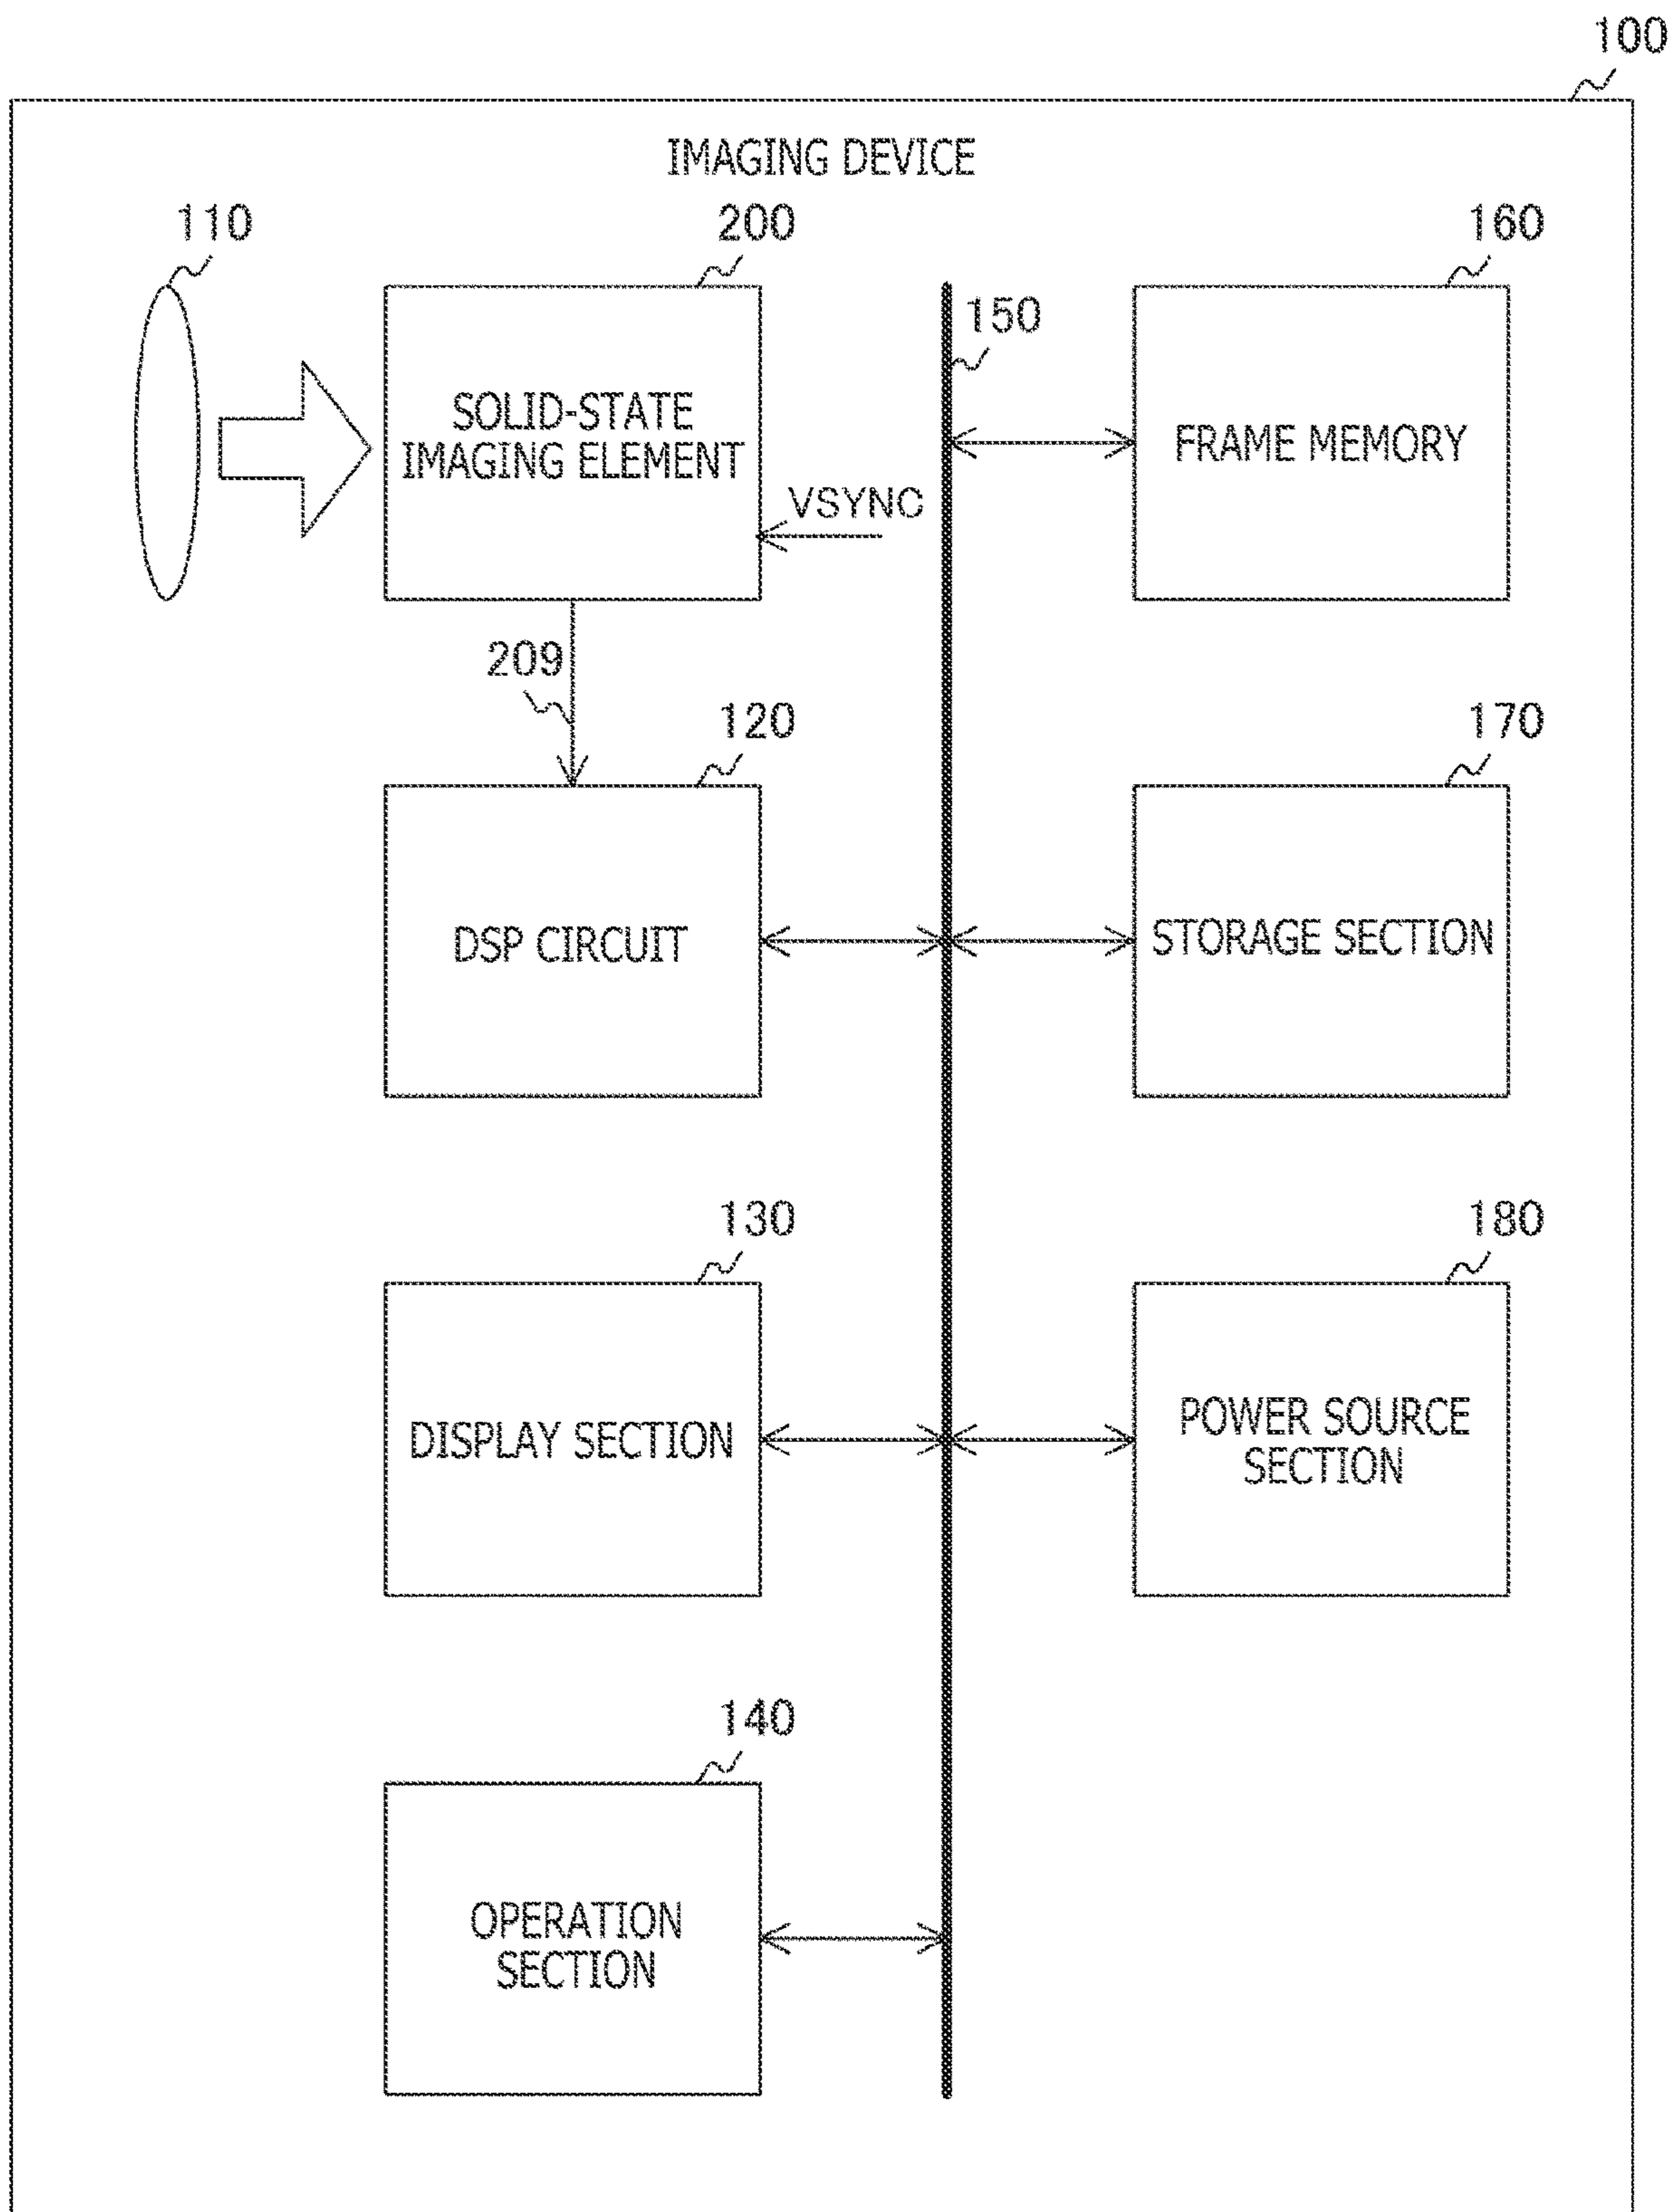 100
IMAGING DEVICE
110
200
160
150
SOLID-STATE
IMAGING ELEMENT
FRAME MEMORY
VSYNC
209
120
170
DSP CIRCUIT
STORAGE SECTION
130
180
DISPLAY SECTION
POWER SOURCE
SECTION
140
OPERATION
SECTION